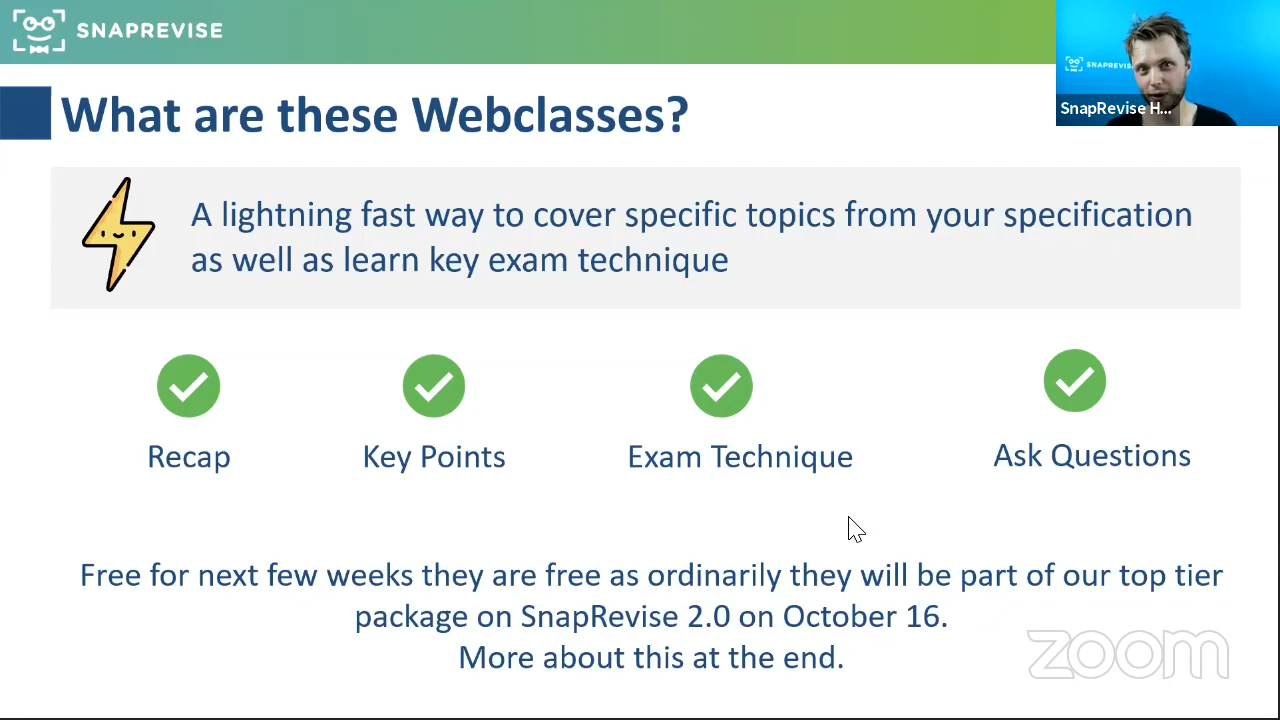 SNAPREVISE
SNAPREVISE
SnapRevise H...
What are these Webclasses?
A lightning fast way to cover specific topics from your specification
as well as learn key exam technique
Recap
Key Points
Exam Technique
Ask Questions
Free for next few weeks they are free as ordinarily they will be part of our top tier
package on SnapRevise 2.0 on October 16.
More about this at the end.
zoom